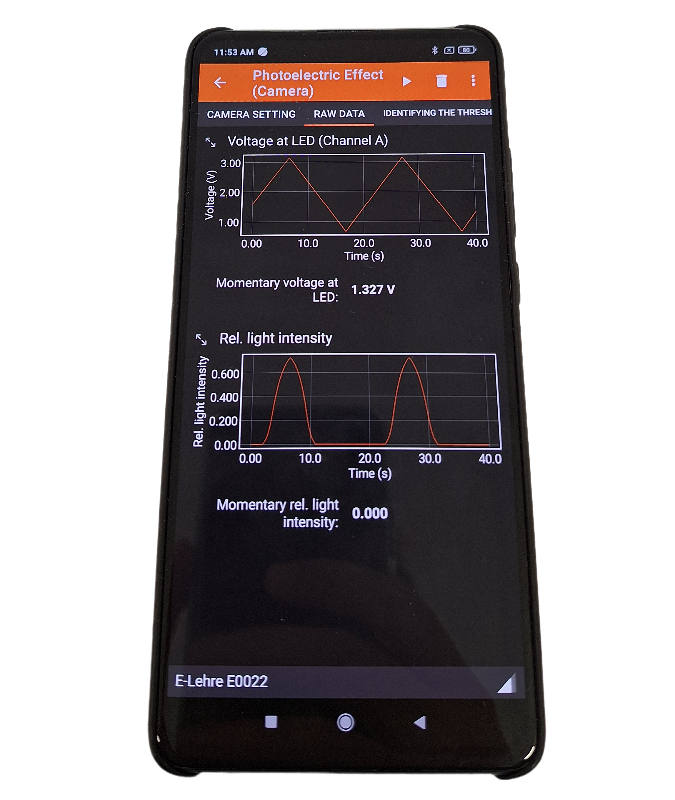 11:53 AM
60
Photoelectric Effect
(Camera)
CAMERA SETTING RAW DATA IDENTIFYING THE THRESH
Voltage at LED (Channel A)
Voltage (V)
3.00
2.00
1.00
0.00 10.0 20.0 30.0 40.0
Time (s)
Momentary voltage at
LED:
1.327 V
Rel. light intensity
Rel. light intensity
0.600
0.400
0.200
0.00
0.00 10.0 20.0 30.0 40.0
Time (s)
Momentary rel. light
intensity:
0.000
E-Lehre E0022